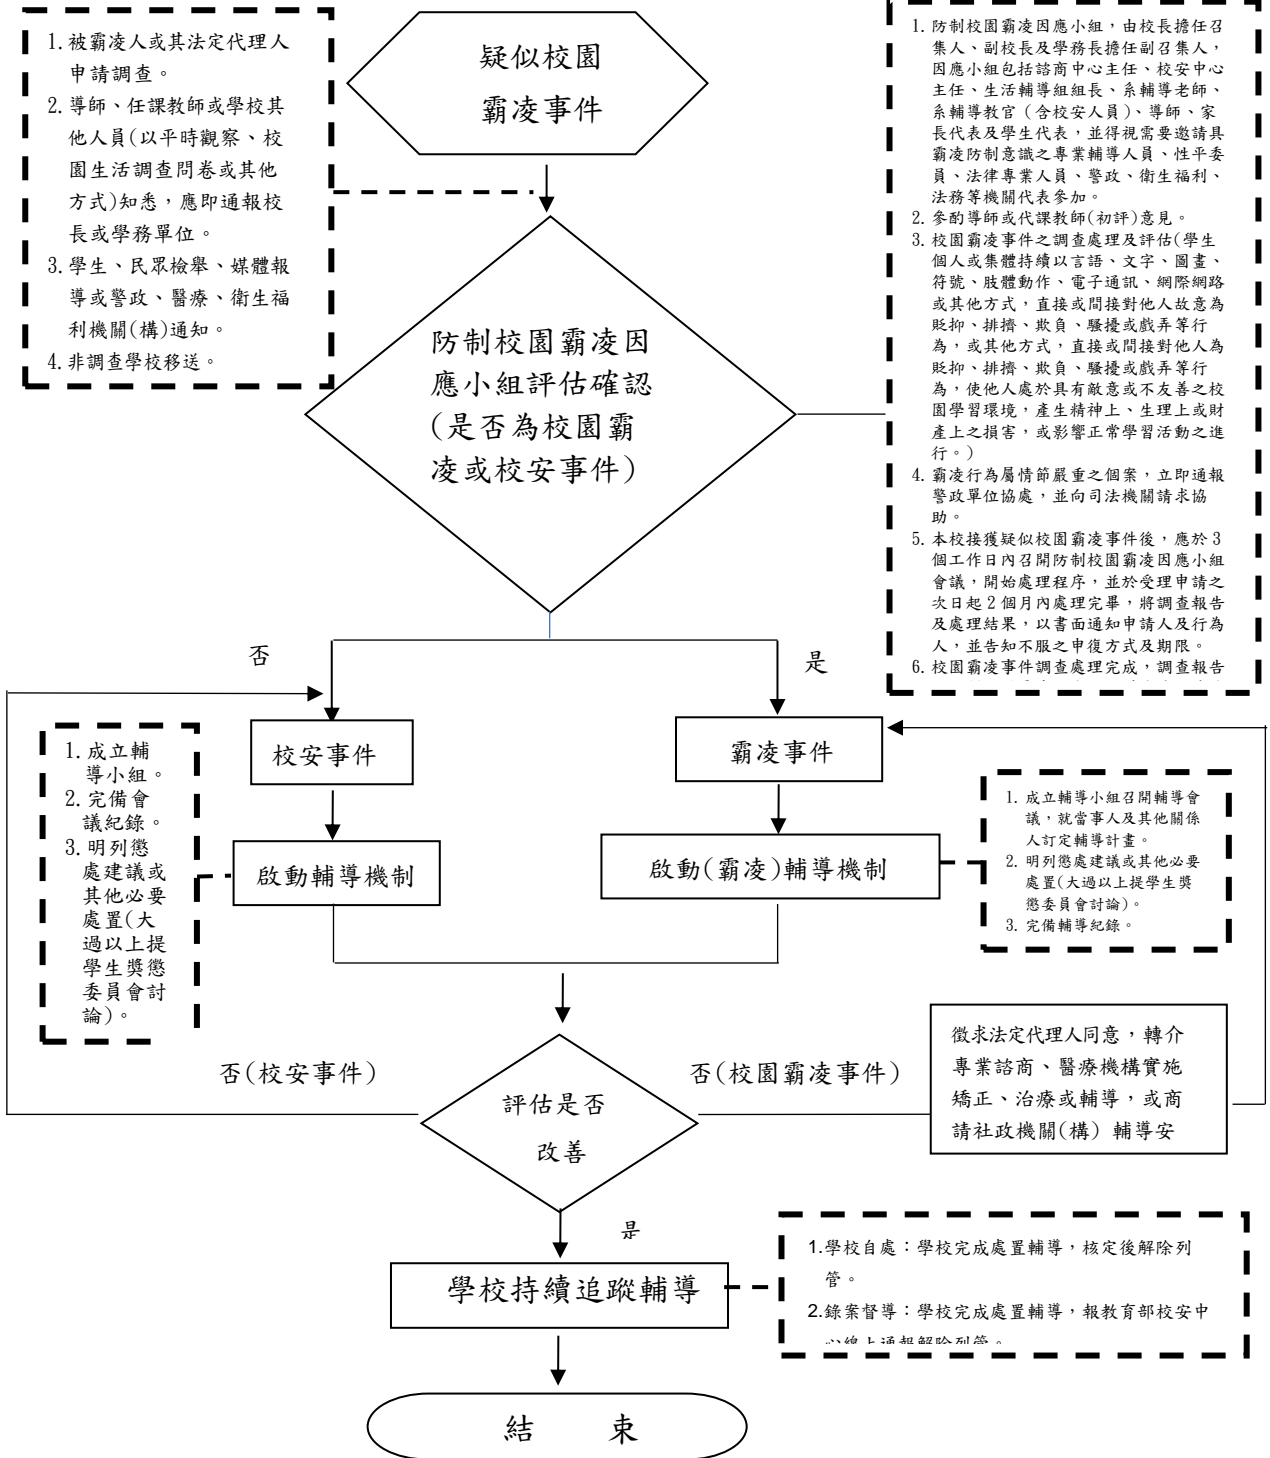 1. 被霸凌人或其法定代理人
申請調查。
2. 導師、任課教師或學校其
他人員(以平時觀察、校
園生活調查問卷或其他
方式)知悉，應即通報校
長或學務單位。
3. 學生、民眾檢舉、媒體報
導或警政、醫療、衛生福
利機關(構)通知。
4. 非調查學校移送。
疑似校園
霸凌事件
1. 防制校園霸凌因應小組，由校長擔任召
集人、副校長及學務長擔任副召集人，
因應小組包括諮商中心主任、校安中心
主任、生活輔導組組長、系輔導老師、
系輔導教官（含校安人員）、導師、家
長代表及學生代表，並得視需要邀請具
霸凌防制意識之專業輔導人員、性平委
員、法律專業人員、警政、衛生福利、
法務等機關代表參加。
2. 參酌導師或代課教師(初評)意見。
3. 校園霸凌事件之調查處理及評估(學生
個人或集體持續以言語、文字、圖畫、
符號、肢體動作、電子通訊、網際網路
或其他方式，直接或間接對他人故意為
貶抑、排擠、欺負、騷擾或戲弄等行
為，或其他方式，直接或間接對他人為
貶抑、排擠、欺負、騷擾或戲弄等行
為，使他人處於具有敵意或不友善之校
園學習環境，產生精神上、生理上或財
產上之損害，或影響正常學習活動之進
行。)
4. 霸凌行為屬情節嚴重之個案，立即通報
警政單位協處，並向司法機關請求協
助。
5. 本校接獲疑似校園霸凌事件後，應於 3
個工作日內召開防制校園霸凌因應小組
會議，開始處理程序，並於受理申請之
次日起 2 個月內處理完畢，將調查報告
及處理結果，以書面通知申請人及行為
人，並告知不服之申復方式及期限。
6. 校園霸凌事件調查處理完成，調查報告
防制校園霸凌因
應小組評估確認
(是否為校園霸
凌或校安事件)
否
是
校安事件
霸凌事件
1. 成立輔
導小組。
2. 完備會
議紀錄。
3. 明列懲
處建議或
其他必要
處置(大
過以上提
學生獎懲
委員會討
論)。
啟動輔導機制
啟動(霸凌)輔導機制
1. 成立輔導小組召開輔導會
議，就當事人及其他關係
人訂定輔導計畫。
2. 明列懲處建議或其他必要
處置(大過以上提學生獎
懲委員會討論)。
3. 完備輔導紀錄。
否(校安事件)
評估是否
改善
否(校園霸凌事件)
徵求法定代理人同意，轉介
專業諮商、醫療機構實施
矯正、治療或輔導，或商
請社政機關(構) 輔導安
是
學校持續追蹤輔導
1.學校自處：學校完成處置輔導，核定後解除列
管。
2.錄案督導：學校完成處置輔導，報教育部校安中
心線上通報解除列管。
結 束